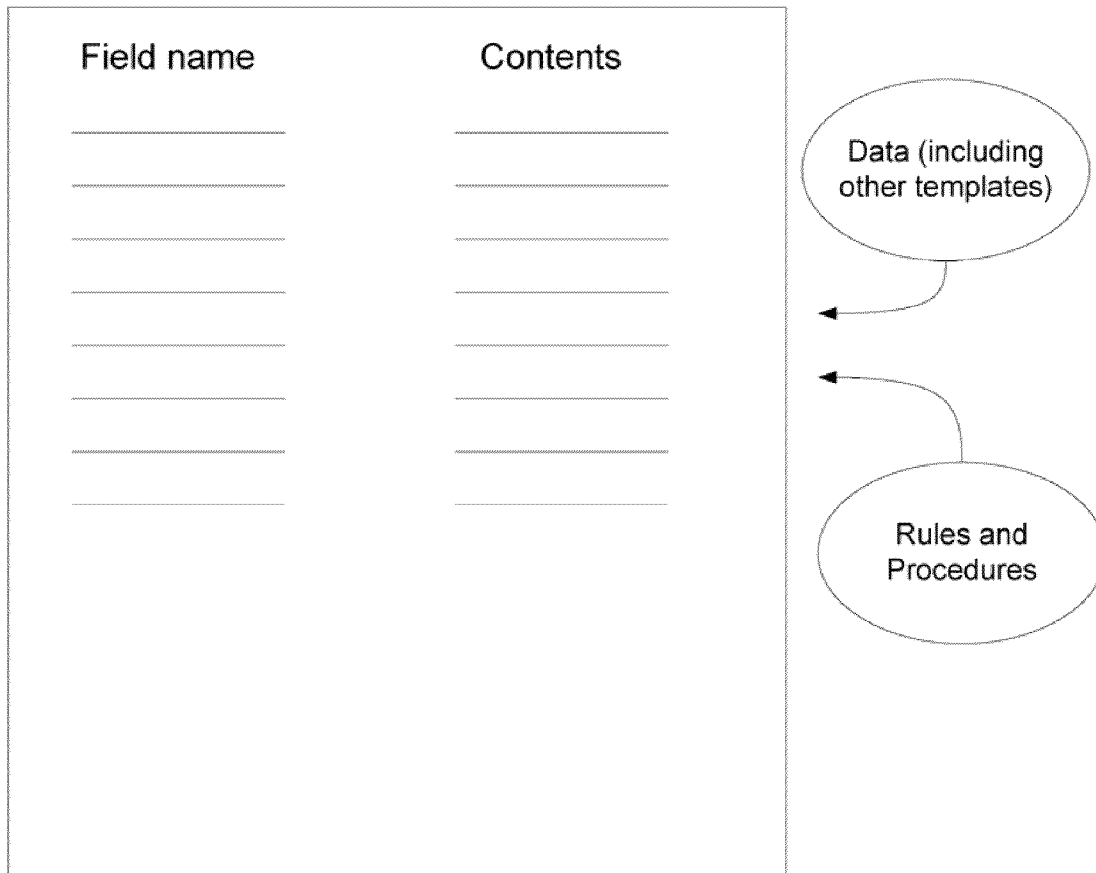 Field name
Contents
Data (including
other templates)
Rules and
Procedures